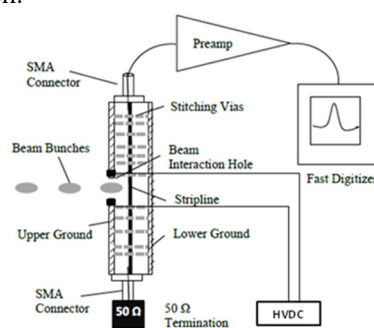 on.
Preamp
SMA
Connector
Stitching Vias
Beam Bunches
Beam
Interaction Hole
Fast Digitizer
Stripline
Upper Ground
Lower Ground
SMA
Connector
50 Ω
50 Ω
Termination
HVDC